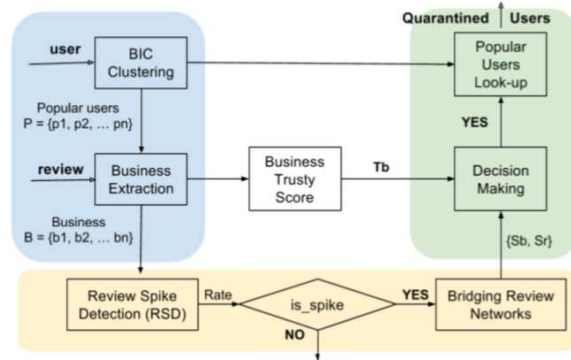 Quarantined Users
user
BIC
Clustering
Popular
Users
Look-up
Popular users
P = {p1, p2, ... pn}
YES
review
Business
Extraction
Business
Trusty
Score
Tb
Decision
Making
Business
B = {b1, b2, ... bn}
{Sb, Sr}
Review Spike
Detection (RSD)
Rate
is_spike
YES
Bridging Review
Networks
NO